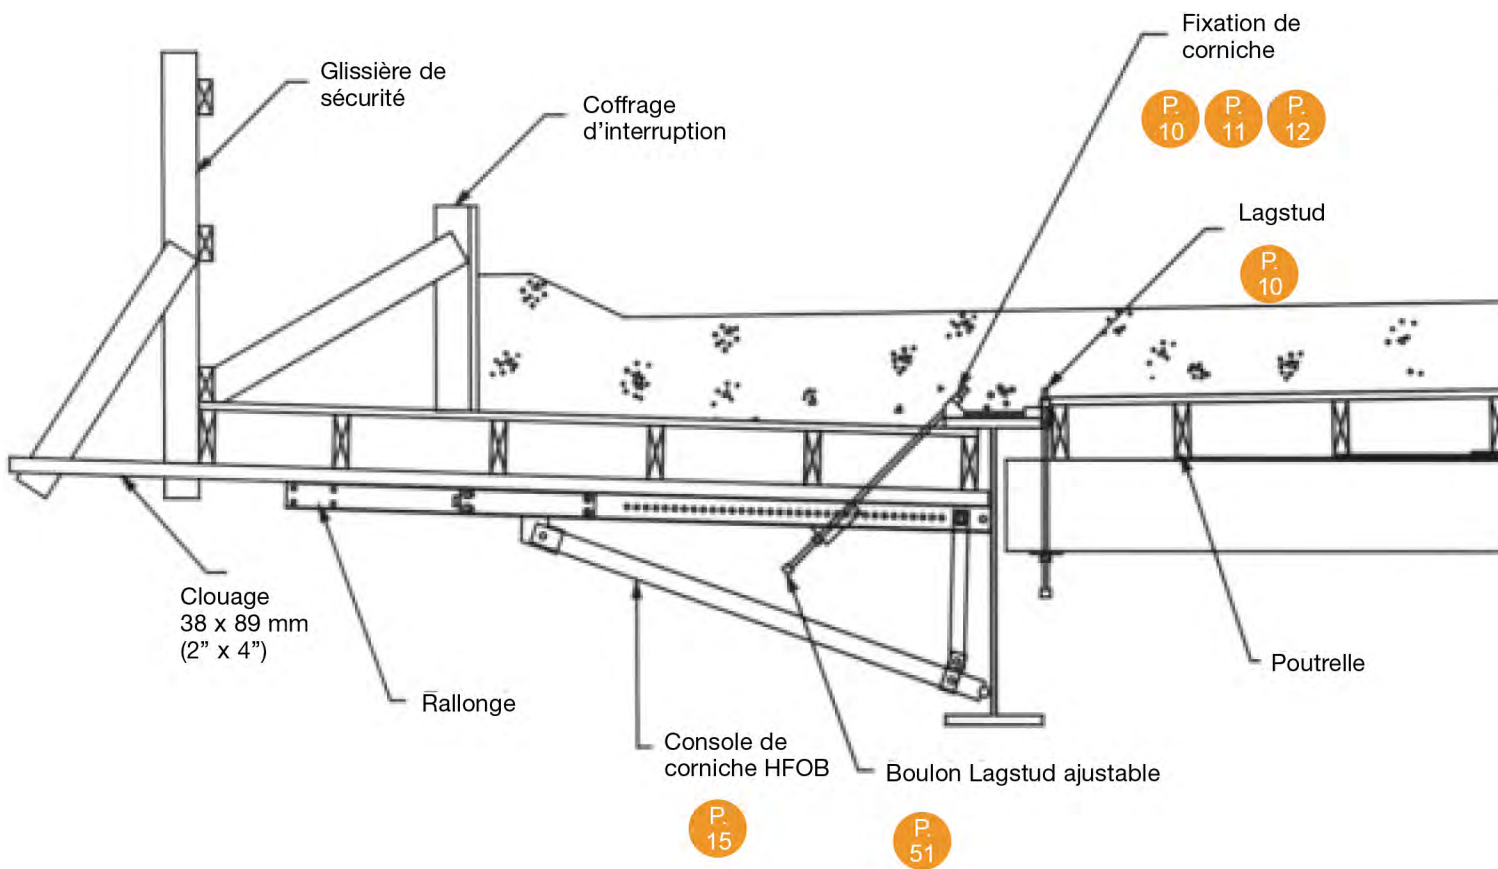 Fixation de
corniche
P.
10
P.
11
P.
12
Glissière de
sécurité
Coffrage
d’interruption
Lagstud
P.
10
Clouage
38 x 89 mm
(2” x 4”)
Rallonge
Poutrelle
Console de
corniche HFOB
P.
15
Boulon Lagstud ajustable
P.
51